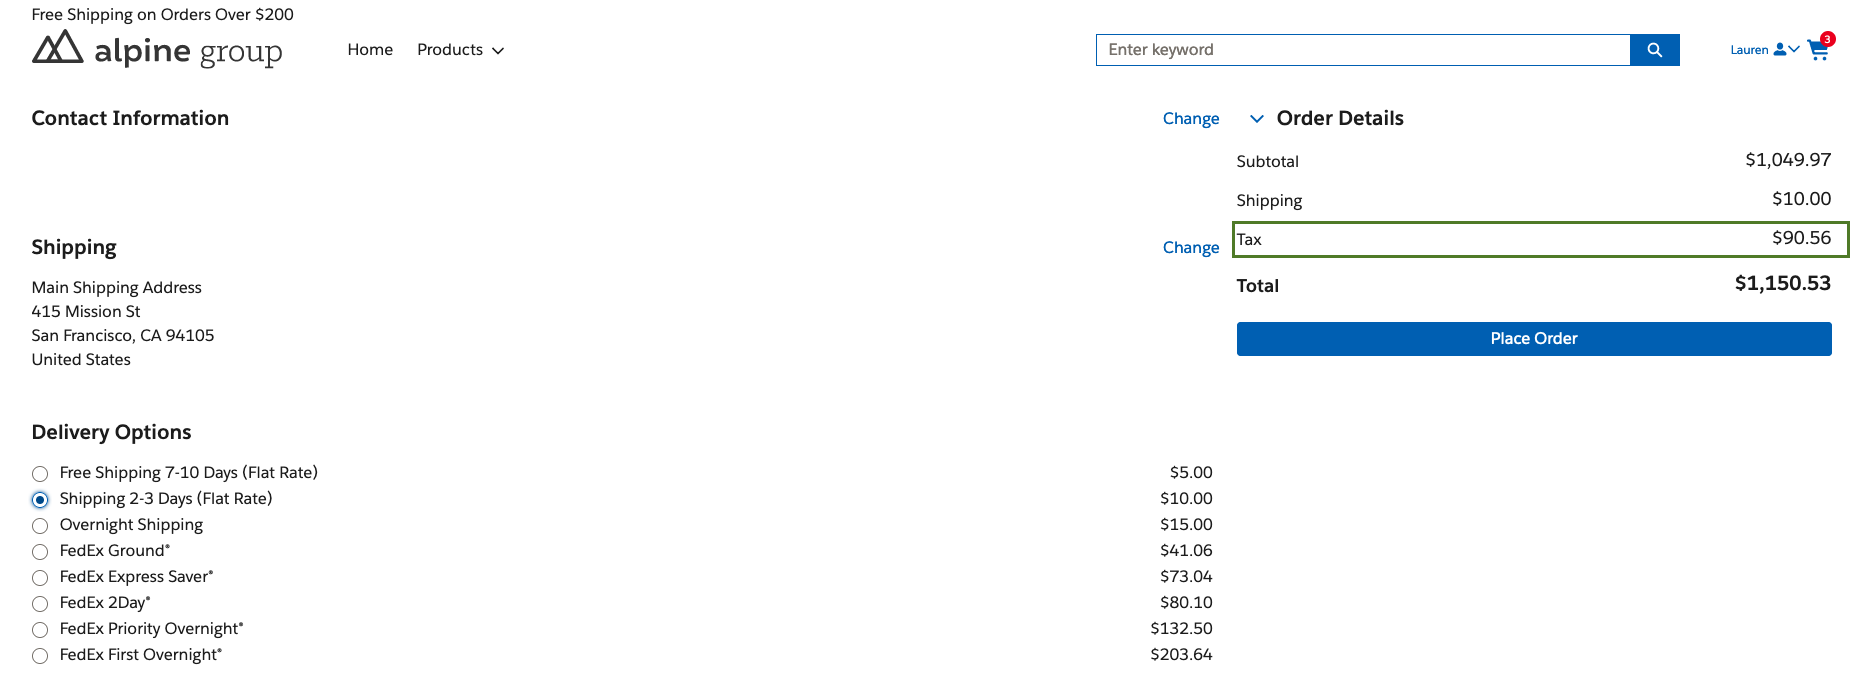 Free Shipping on Orders Over $200
alpine group
Home Products
Enter keyword
Lauren
3
Contact Information
Change
Shipping
Change
Main Shipping Address
415 Mission St
San Francisco, CA 94105
United States
Delivery Options
Free Shipping 7-10 Days (Flat Rate) $5.00
Shipping 2-3 Days (Flat Rate) $10.00
Overnight Shipping $15.00
FedEx Ground® $41.06
FedEx Express Saver® $73.04
FedEx 2Day® $80.10
FedEx Priority Overnight® $132.50
FedEx First Overnight® $203.64
Order Details
Subtotal $1,049.97
Shipping $10.00
Tax $90.56
Total $1,150.53
Place Order